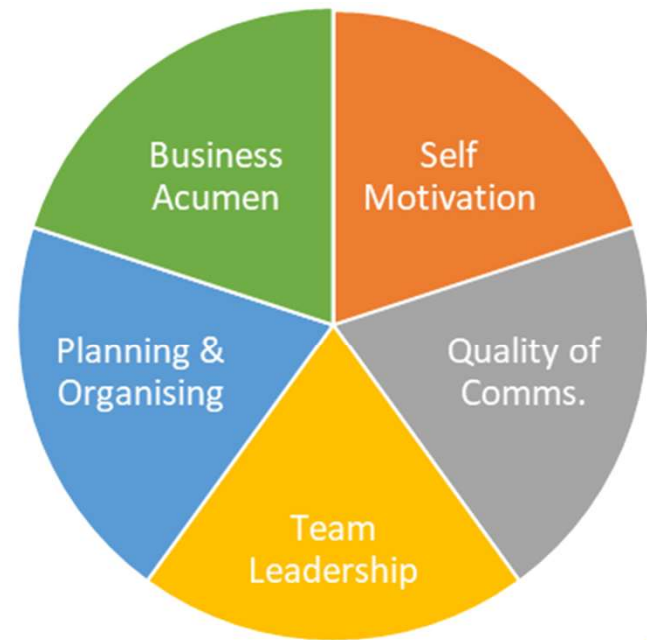 Business
Acumen
Self
Motivation
Planning &
Organising
Quality of
Comms.
Team
Leadership